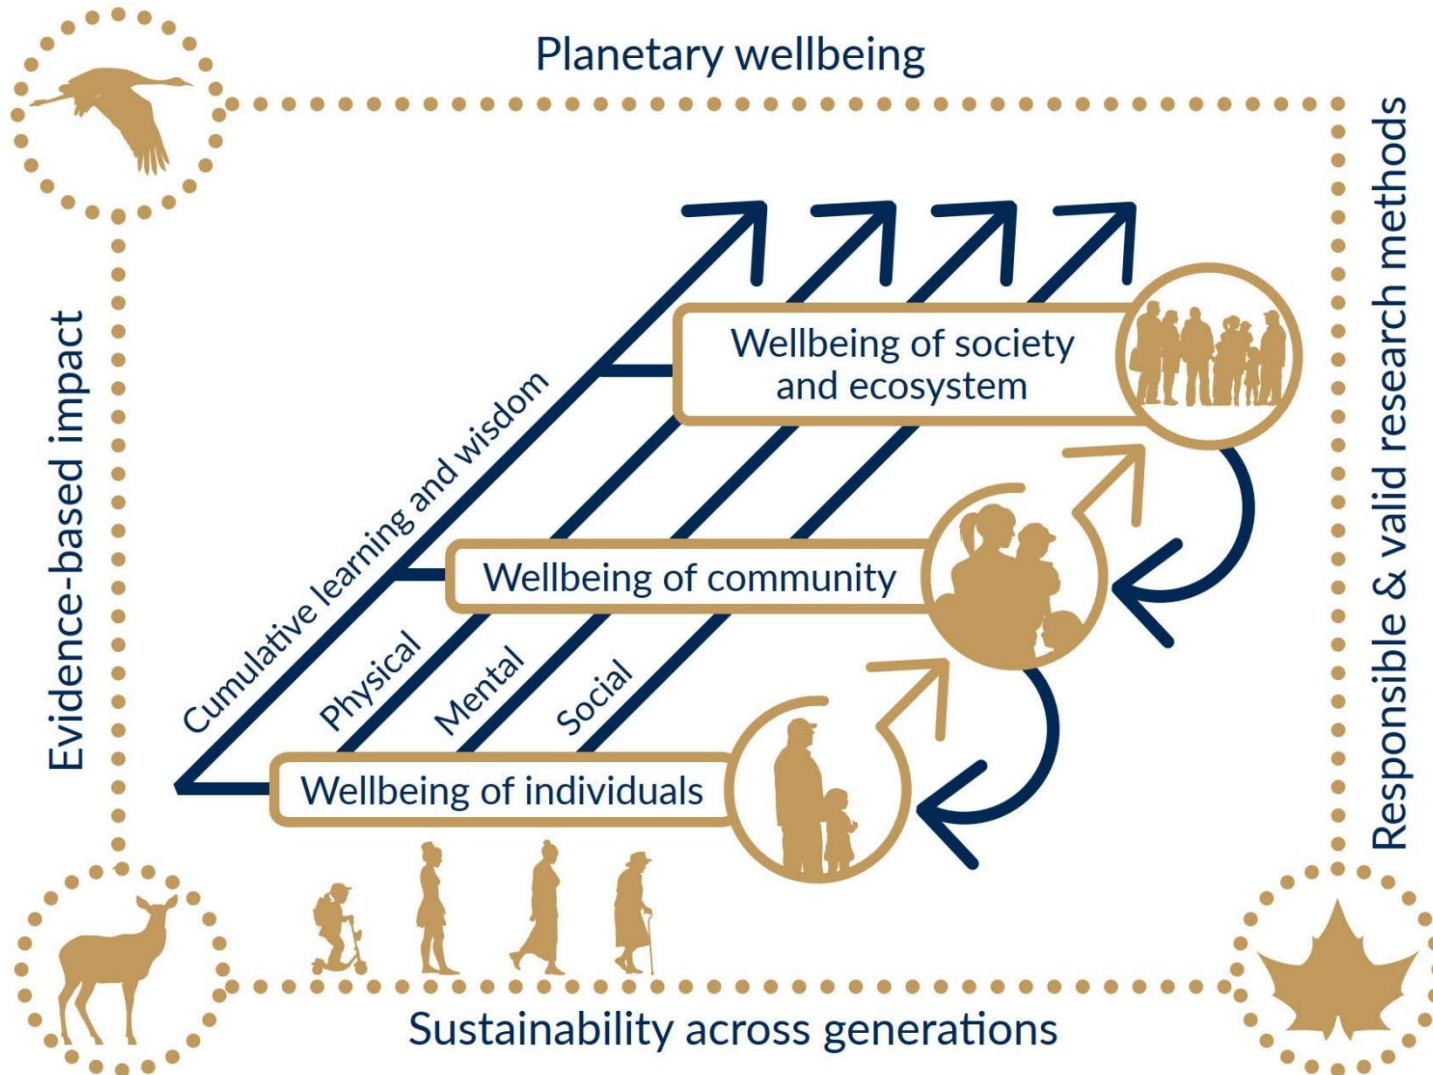 Planetary wellbeing
Evidence-based impact
Responsible & valid research methods
Wellbeing of society
and ecosystem
Cumulative learning and wisdom
Wellbeing of community
Physical
Mental
Social
Wellbeing of individuals
Sustainability across generations